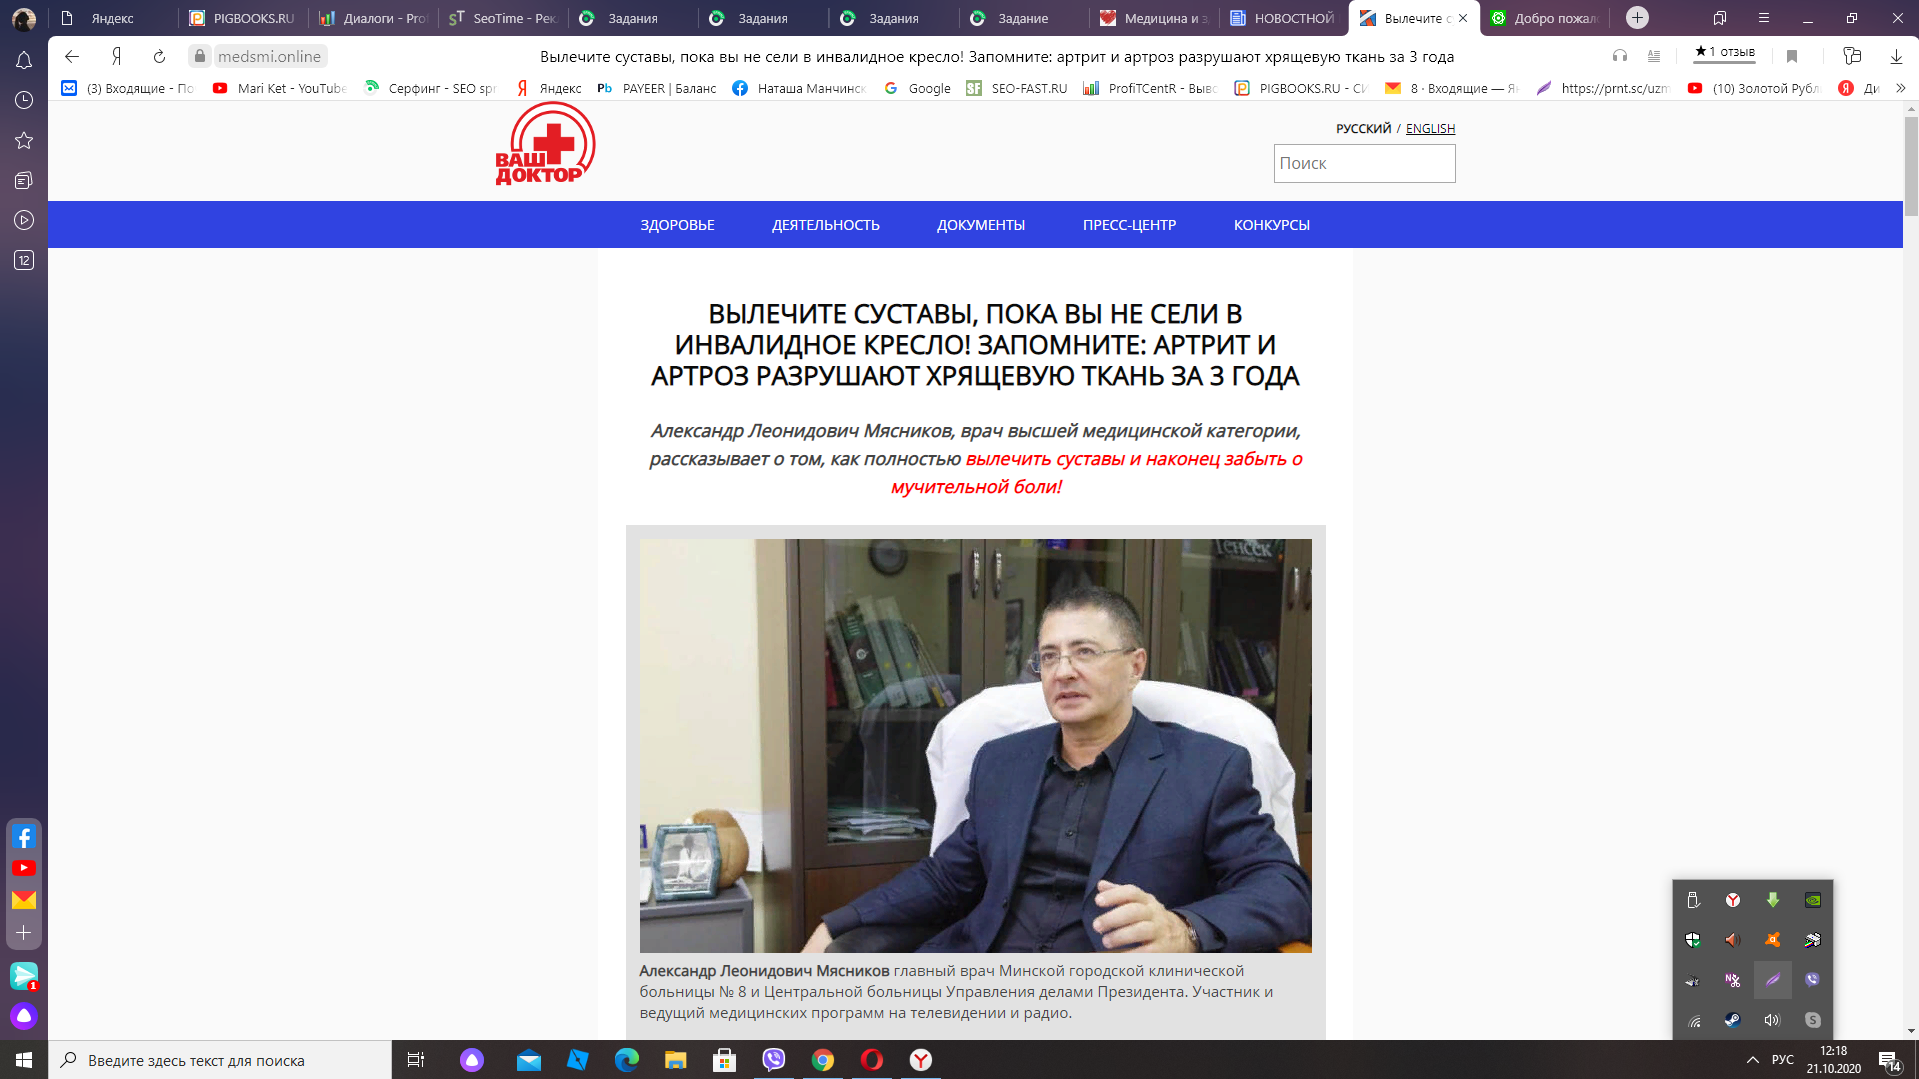 Яндекс
PIGBOOKS.RU
Диалоги - Prof
SeoTime - Рек
Задания
Задания
Задания
Задание
Медицина и з
НОВОСТНОЙ
Вылечите с
Добро пожал
medsmi.online
Вылечите суставы, пока вы не сели в инвалидное кресло! Запомните: артрит и артроз разрушают хрящевую ткань за 3 года
★1 отзыв
(3) Входящие - По
Mari Ket - YouTube
Серфинг - SEO spr
Яндекс
PAYEER | Баланс
Наташа Манчинск
Google
SEO-FAST.RU
ProfiTCentR - Выво
PIGBOOKS.RU - СИ
8 · Входящие — Ян
https://prnt.sc/uzm
(10) Золотой Рубл
Ди
»
12
ВАШ
ДОКТОР
РУССКИЙ / ENGLISH
Поиск
ЗДОРОВЬЕ ДЕЯТЕЛЬНОСТЬ ДОКУМЕНТЫ ПРЕСС-ЦЕНТР КОНКУРСЫ
ВЫЛЕЧИТЕ СУСТАВЫ, ПОКА ВЫ НЕ СЕЛИ В
ИНВАЛИДНОЕ КРЕСЛО! ЗАПОМНИТЕ: АРТРИТ И
АРТРОЗ РАЗРУШАЮТ ХРЯЩЕВУЮ ТКАНЬ ЗА 3 ГОДА
Александр Леонидович Мясников, врач высшей медицинской категории,
рассказывает о том, как полностью вылечить суставы и наконец забыть о
мучительной боли!
Генсек
Александр Леонидович Мясников главный врач Минской городской клинической
больницы № 8 и Центральной больницы Управления делами Президента. Участник и
ведущий медицинских программ на телевидении и радио.
1
Введите здесь текст для поиска
РУС
12:18
21.10.2020
14